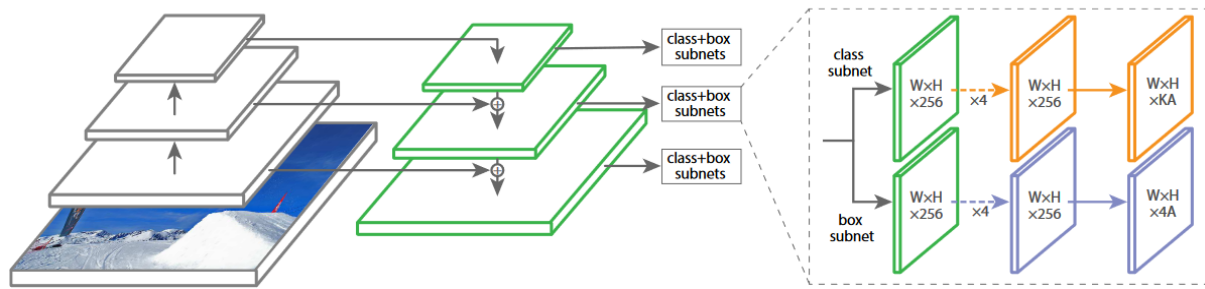 class+box
subnets
class+box
subnets
class+box
subnets
class
subnet
W×H
×256
×4
W×H
×256
W×H
×KA
box
subnet
W×H
×256
×4
W×H
×256
W×H
×4A